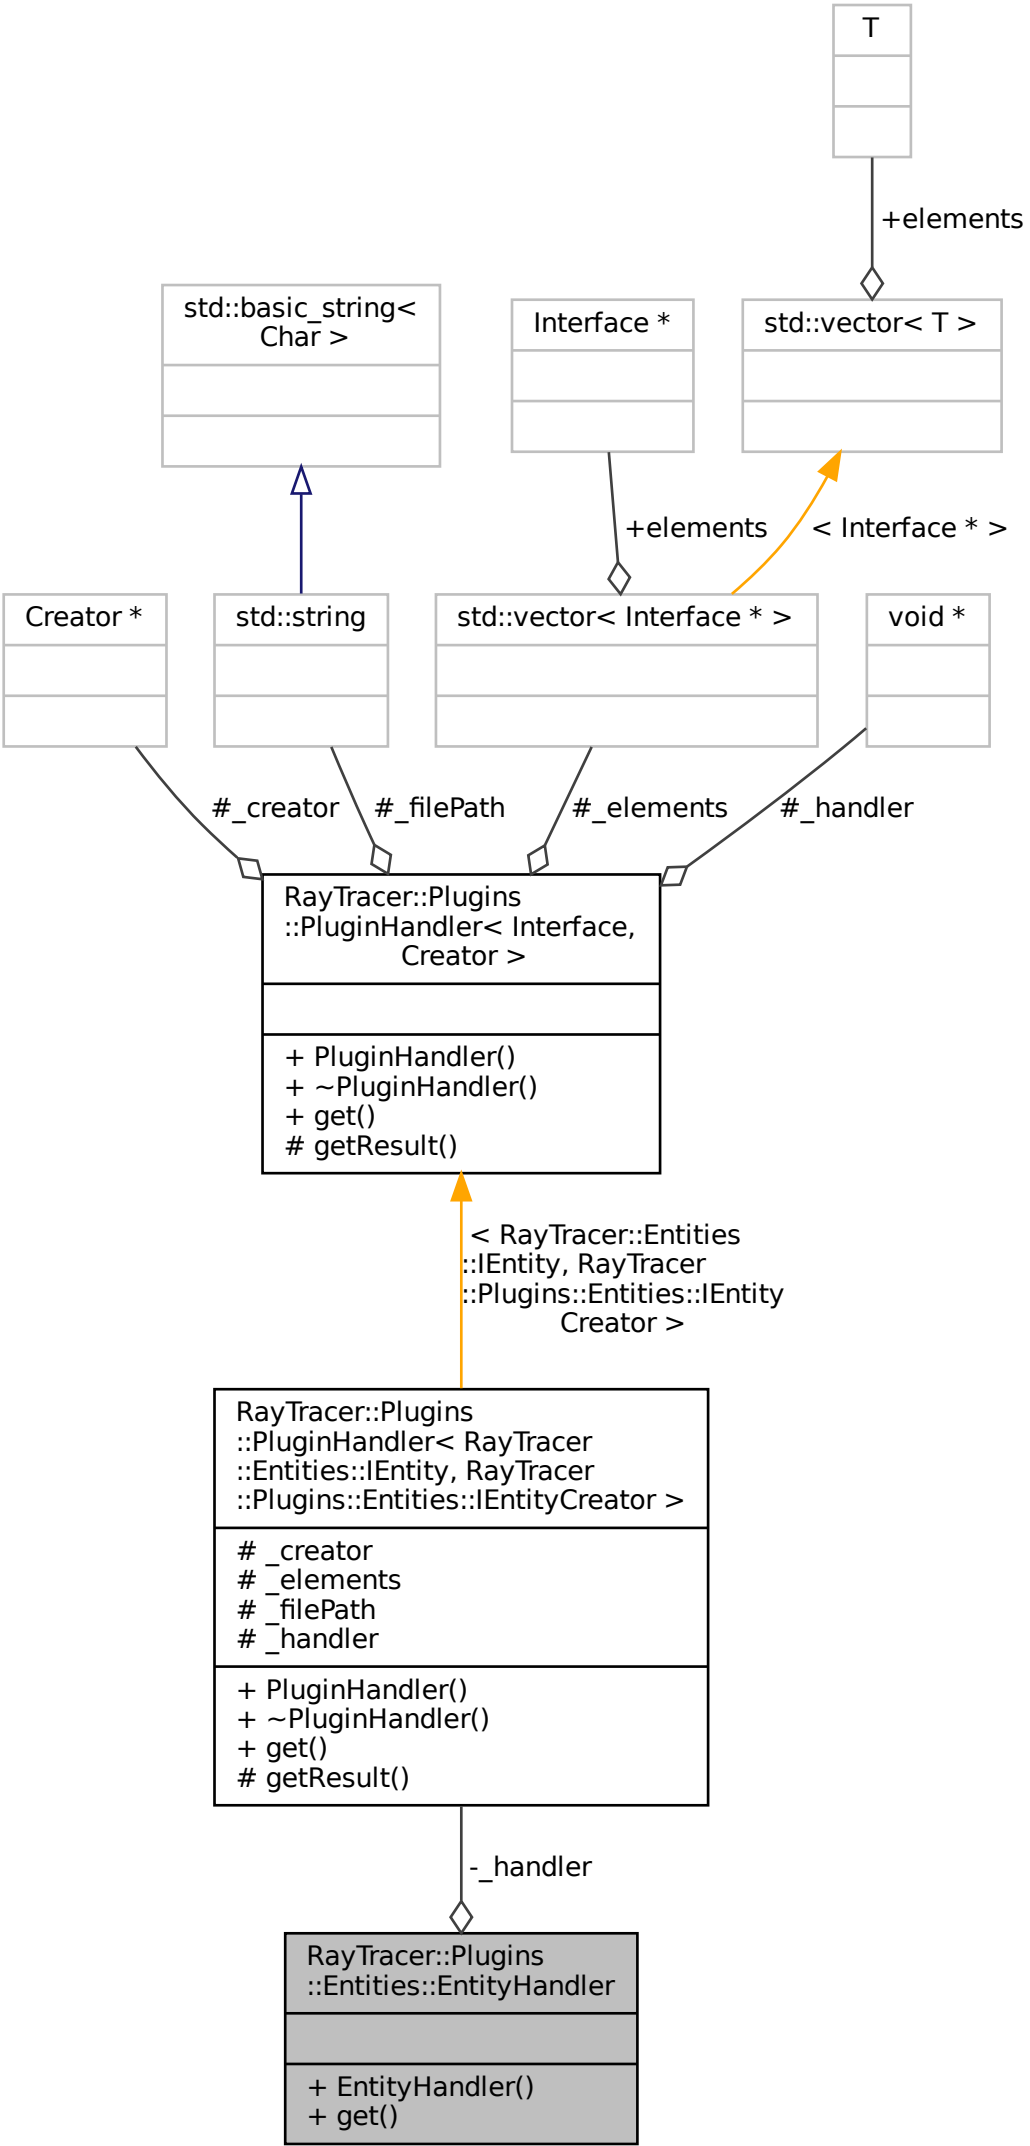 T
+elements
std::basic_string<
Char >
Interface *
std::vector< T >
+elements
< Interface * >
Creator *
std::string
std::vector< Interface * >
void *
#_creator
#_filePath
#_elements
#_handler
RayTracer::Plugins
::PluginHandler< Interface,
Creator >
+ PluginHandler()
+ ~PluginHandler()
+ get()
# getResult()
< RayTracer::Entities
::IEntity, RayTracer
::Plugins::Entities::IEntity
Creator >
RayTracer::Plugins
::PluginHandler< RayTracer
::Entities::IEntity, RayTracer
::Plugins::Entities::IEntityCreator >
# _creator
# _elements
# _filePath
# _handler
+ PluginHandler()
+ ~PluginHandler()
+ get()
# getResult()
-_handler
RayTracer::Plugins
::Entities::EntityHandler
+ EntityHandler()
+ get()